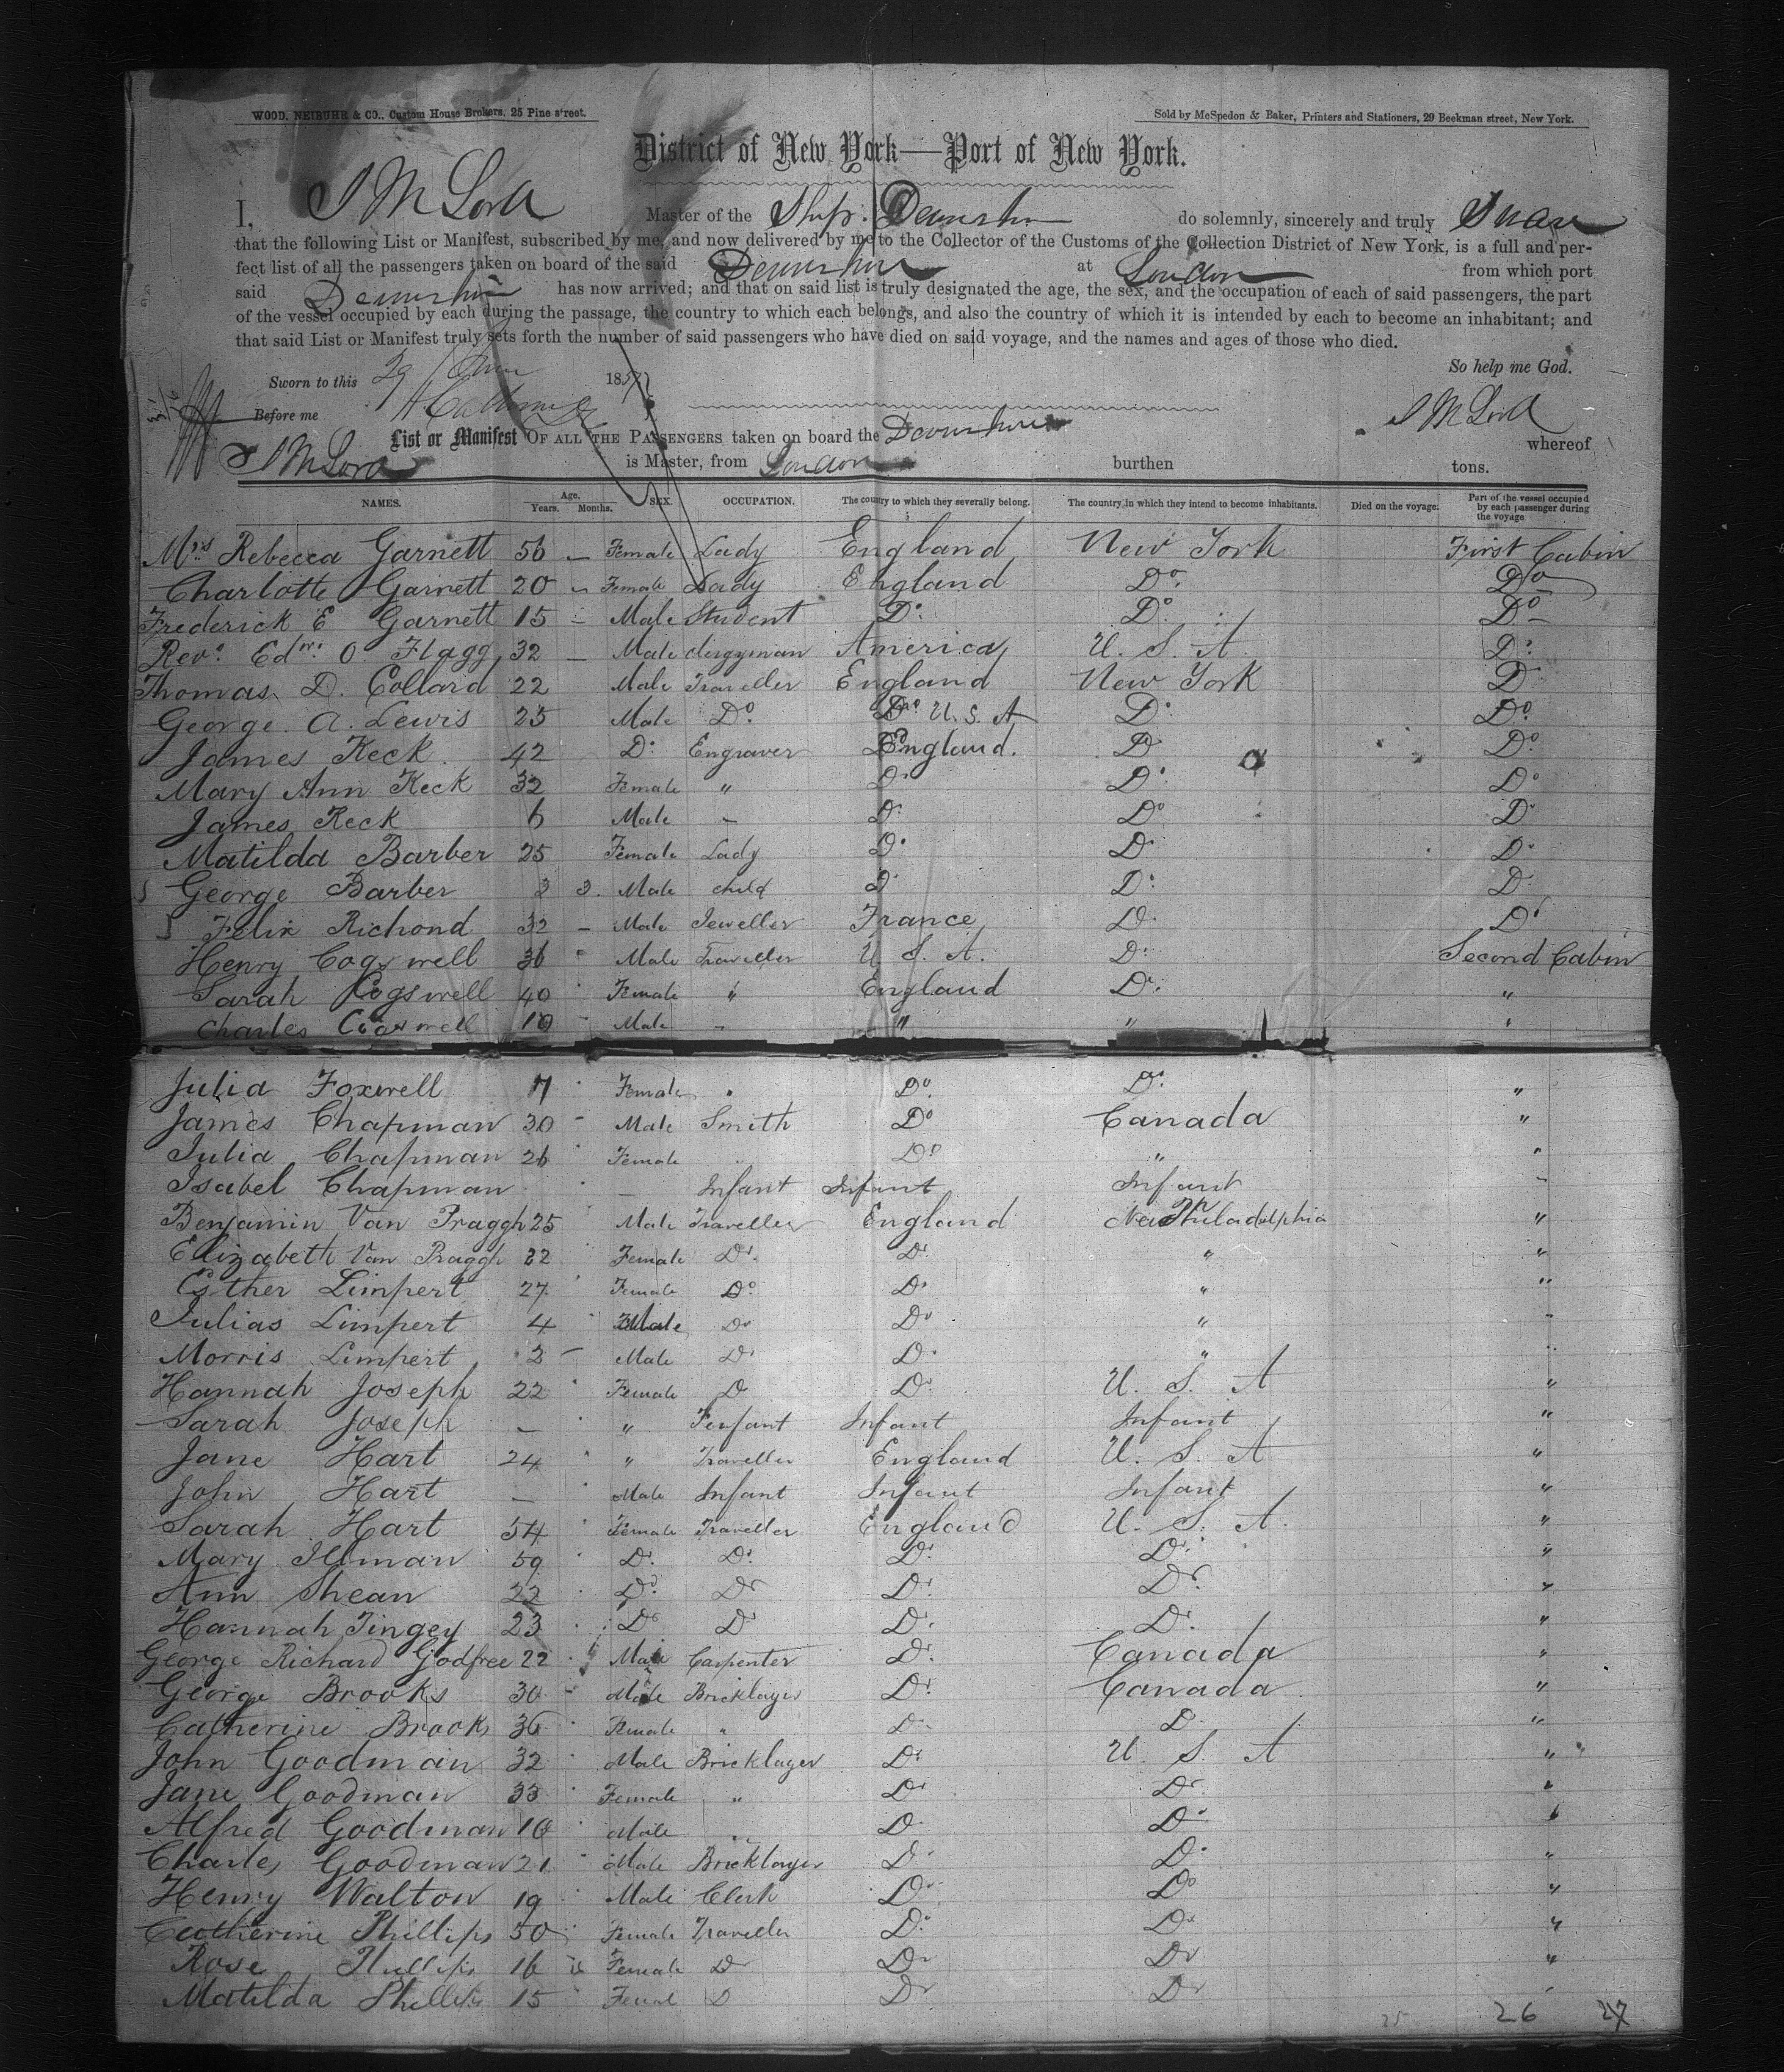 WOOD, NEIBUHR & CO., Custom House Brokers, 25 Pine street.
Sold by McSpedon & Baker, Printers and Stationers, 29 Beekman street, New York.
District of New York—Port of New York.
I, S M Lord Master of the Ship Devonshire do solemnly, sincerely and truly Swear
that the following List or Manifest, subscribed by me, and now delivered by me to the Collector of the Customs of the Collection District of New York, is a full and per-
fect list of all the passengers taken on board of the said Devonshire at London from which port
said Devonshire has now arrived; and that on said list is truly designated the age, the sex, and the occupation of each of said passengers, the part
of the vessel occupied by each during the passage, the country to which each belongs, and also the country of which it is intended by each to become an inhabitant; and
that said List or Manifest truly sets forth the number of said passengers who have died on said voyage, and the names and ages of those who died.
So help me God.
Sworn to this 29 June 1857
Before me
S M Lord
List or Manifest OF ALL THE PASSENGERS taken on board the Devonshire whereof
S M Lord is Master, from London burthen tons.
NAMES. Age. Years. Months. SEX. OCCUPATION. The country to which they severally belong. The country in which they intend to become inhabitants. Died on the voyage. Part of the vessel occupied by each passenger during the voyage
Mrs Rebecca Garnett 56 – Female Lady England New York First Cabin
Charlotte Garnett 20 " Female Lady England Do. Do
Frederick E Garnett 15 – Male Student Do. Do. Do
Revd. Edwd. O. Flagg 32 – Male clergyman America U. S. A. Do.
Thomas D. Collard 22 Male Traveller England New York Do
George A. Lewis 25 Male Do. U. S. A Do. Do.
James Keck 42 Do. Engraver England. Do Do.
Mary Ann Keck 32 Female " Do. Do. Do
James Keck 6 Male – Do. Do Do
Matilda Barber 25 Female Lady Do. Do. Do.
George Barber 2 3. Male child Do Do. Do.
Felix Richond 32 – Male Jeweller France Do. Do
Henry Cogswell 36 " Male Traveller U. S. A. Do. Second Cabin
Sarah Cogswell 40 " Female " England Do. "
Charles Cogswell 10 – Male – " " "
Julia Foxwell 7 " Female " Do. Do. "
James Chapman 30 – Male Smith Do Canada "
Julia Chapman 26 " Female " Do " "
Isabel Chapman – Infant Infant Infant "
Benjamin Van Praggh 25 Male Traveller England Philadelphia "
Elizabeth Van Praggh 22 Female Do. Do. " "
Esther Limpert 27 " Female Do Do. " "
Julias Limpert 4 " Male Do Do " "
Morris Limpert 2 – Male Do Do. " "
Hannah Joseph 22 " Female Do Do. U. S. A "
Sarah Joseph – " " Infant Infant Infant "
Jane Hart 24 " " Traveller England U. S. A "
John Hart – " Male Infant Infant Infant "
Sarah Hart 54 " Female Traveller England U. S. A. "
Mary Illman 59 " Do. Do. Do. Do. "
Ann Shean 22 " Do. Do Do. Do. "
Hannah Tingey 23 " Do Do Do. Do. "
George Richard Godfree 22 " Male Carpenter Do. Canada "
George Brooks 30 – Male Bricklayer Do. Canada "
Catherine Brooks 36 " Female " Do. Do "
John Goodman 32 " Male Bricklayer Do. U. S. A "
Jane Goodman 33 Female " Do Do "
Alfred Goodman 10 " Male " Do. Do. "
Charles Goodman 21 " Male Bricklayer Do. Do. "
Henry Walton 19 " Male Clerk Do. Do "
Catherine Phillips 50 " Female Traveller Do. Do. "
Rose Phillips 16 " Female Do Do Do "
Matilda Phillips 15 " Femal Do Do Do "
25 26 27